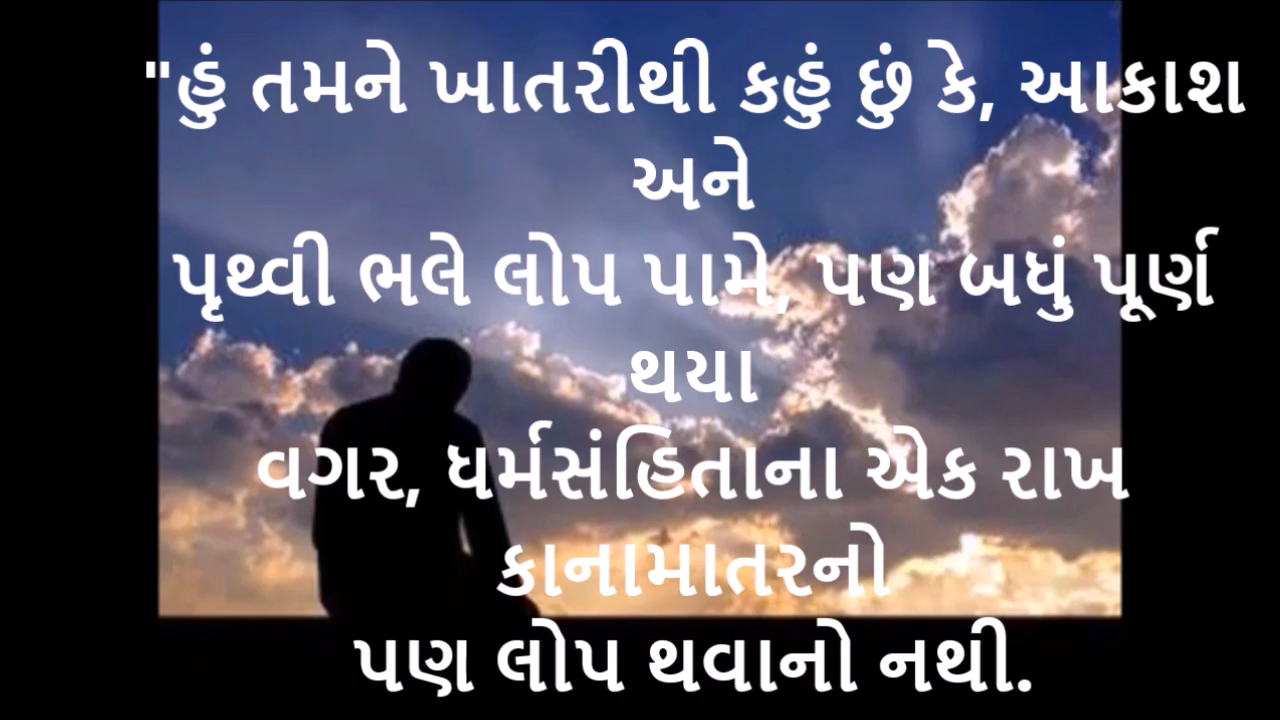 "હું તમને ખાતરીથી કહું છું કે, આકાશ
અને
પૃથ્વી ભલે લોપ પામે, પણ બધું પૂર્ણ
થયા
વગર, ધર્મસંહિતાના એક રાખ
કાનામાતરનો
પણ લોપ થવાનો નથી.